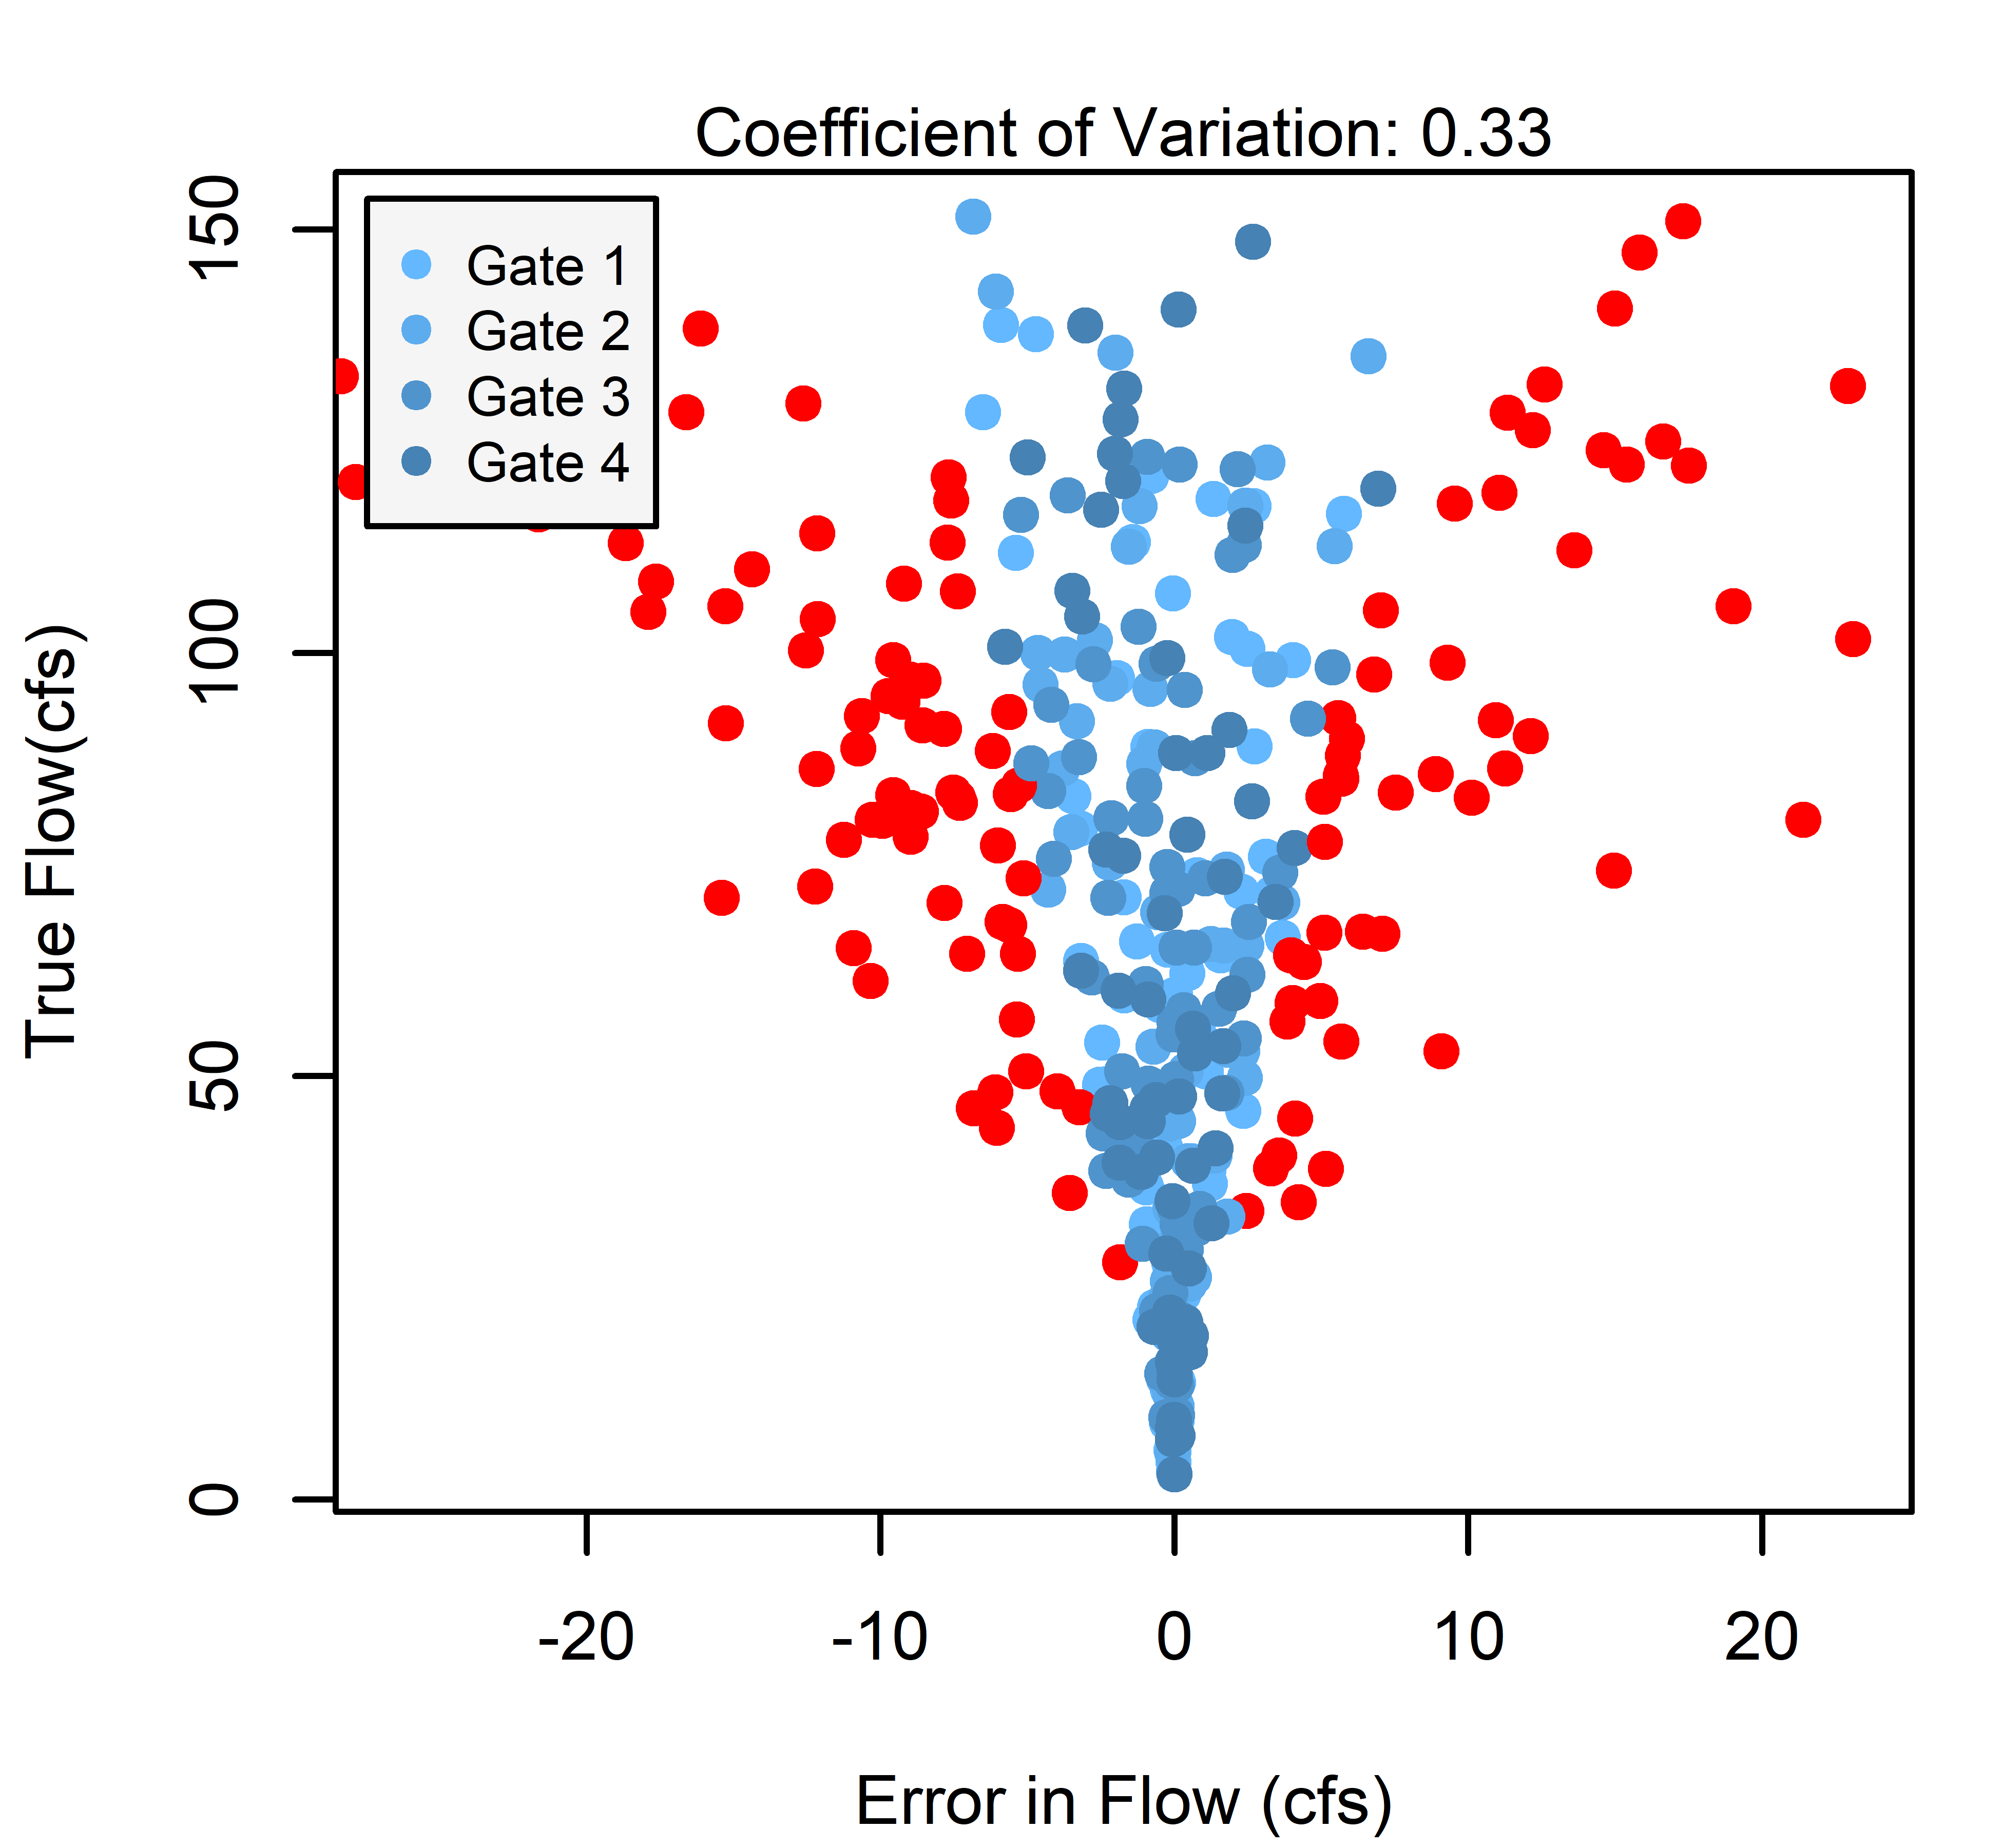 Coefficient of Variation: 0.33
Gate 1
Gate 2
Gate 3
Gate 4
True Flow(cfs)
150
100
50
0
-20 -10 0 10 20
Error in Flow (cfs)